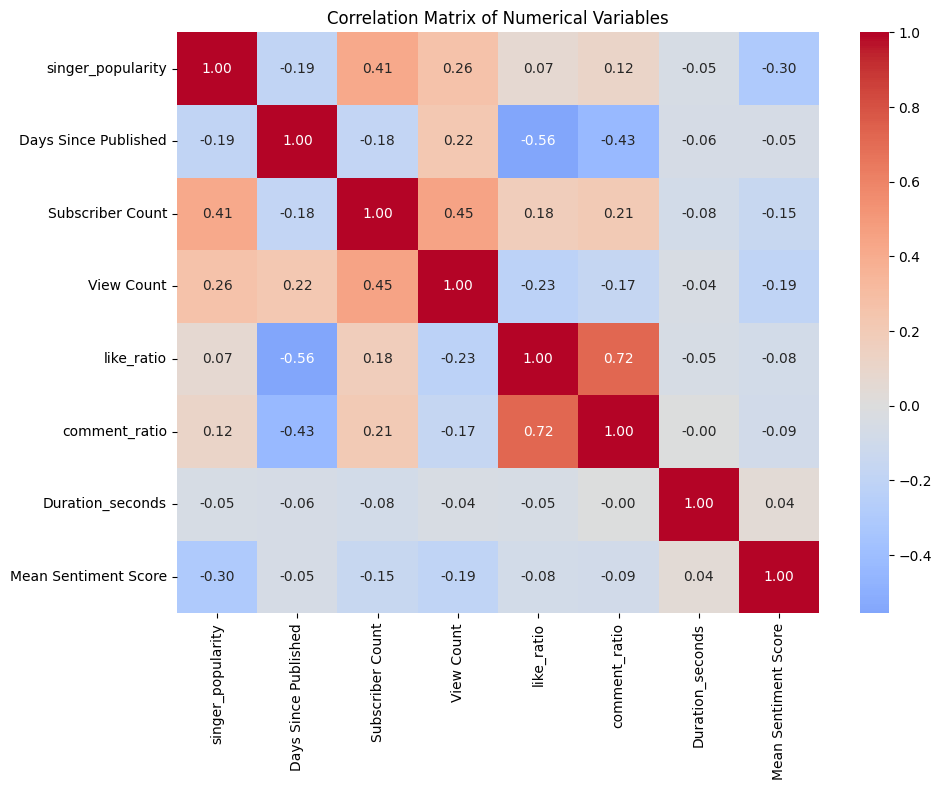 Correlation Matrix of Numerical Variables
singer_popularity 1.00 -0.19 0.41 0.26 0.07 0.12 -0.05 -0.30
Days Since Published -0.19 1.00 -0.18 0.22 -0.56 -0.43 -0.06 -0.05
Subscriber Count 0.41 -0.18 1.00 0.45 0.18 0.21 -0.08 -0.15
View Count 0.26 0.22 0.45 1.00 -0.23 -0.17 -0.04 -0.19
like_ratio 0.07 -0.56 0.18 -0.23 1.00 0.72 -0.05 -0.08
comment_ratio 0.12 -0.43 0.21 -0.17 0.72 1.00 -0.00 -0.09
Duration_seconds -0.05 -0.06 -0.08 -0.04 -0.05 -0.00 1.00 0.04
Mean Sentiment Score -0.30 -0.05 -0.15 -0.19 -0.08 -0.09 0.04 1.00
singer_popularity
Days Since Published
Subscriber Count
View Count
like_ratio
comment_ratio
Duration_seconds
Mean Sentiment Score
1.0
0.8
0.6
0.4
0.2
0.0
−0.2
−0.4